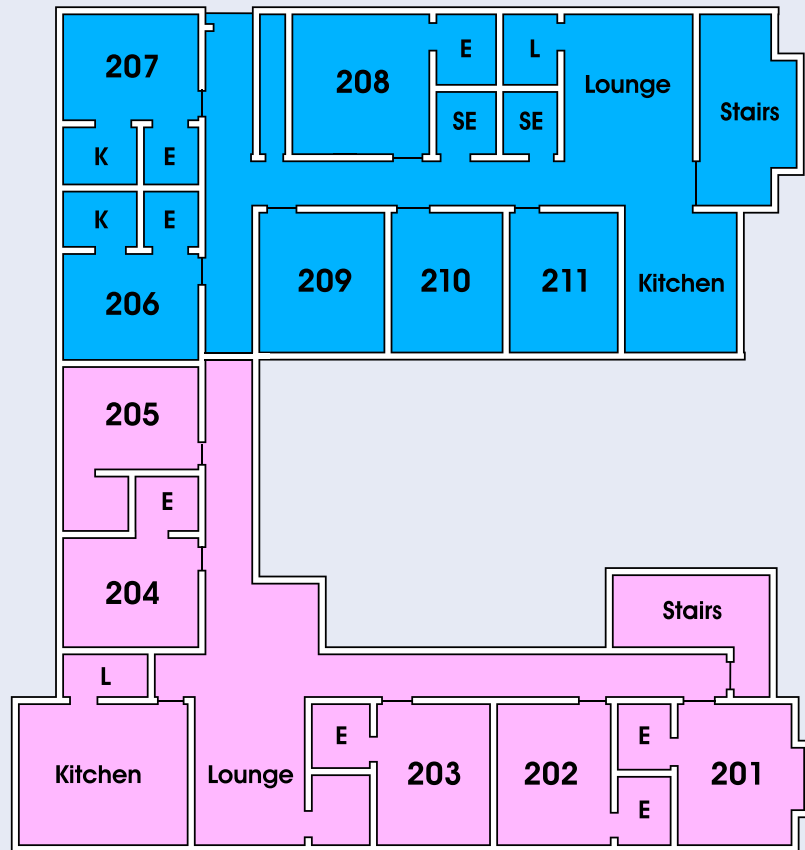 207
208
E
L
Lounge
Stairs
K
E
SE
SE
K
E
206
209
210
211
Kitchen
205
E
204
Stairs
L
Kitchen
Lounge
E
203
202
E
201
E